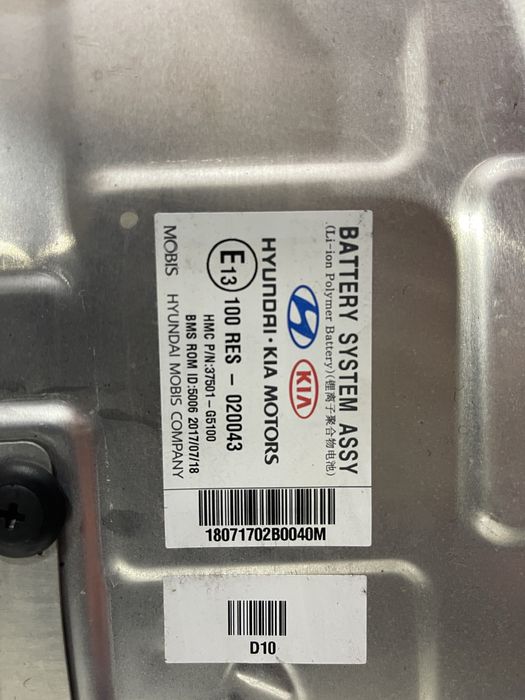 BATTERY SYSTEM ASSY
.(Li-ion Polymer Battery)(锂离子聚合物电池)
KIA
HYUNDAI·KIA MOTORS
E13 100 RES - 020043
HMC P/N:37501-G5100
BMS ROM ID:5006 2017/07/18
MOBIS HYUNDAI MOBIS COMPANY
18071702B0040M
D10